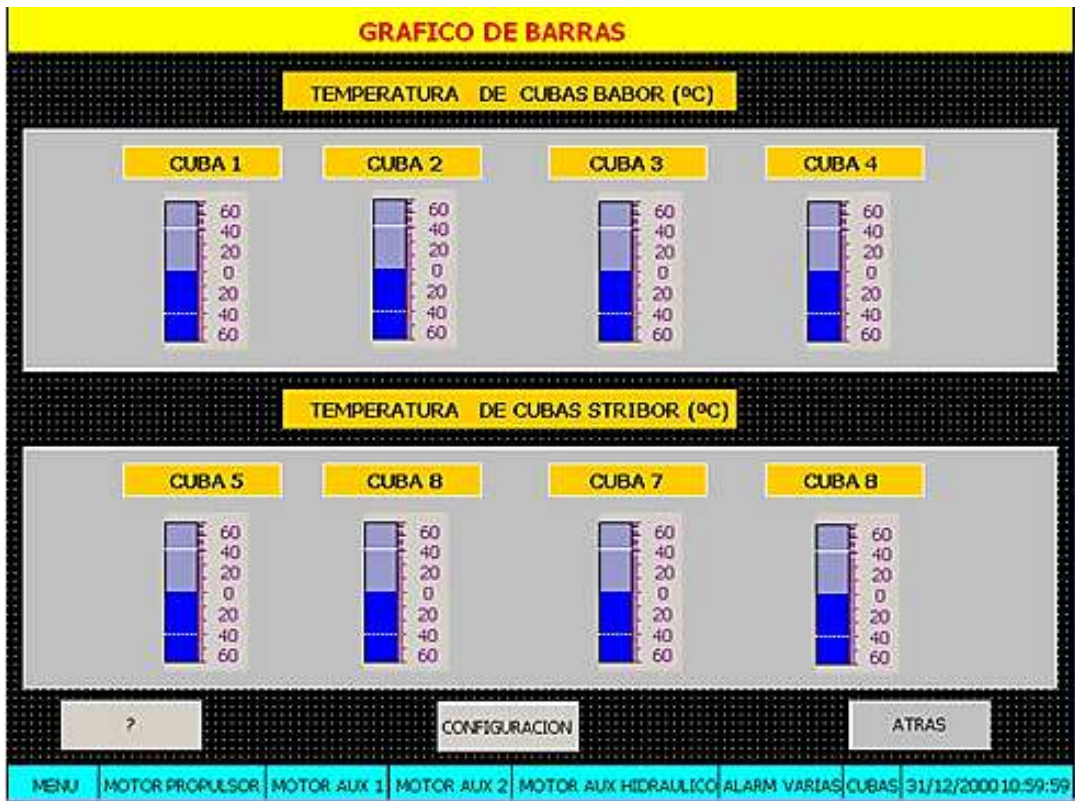 GRAFICO DE BARRAS
TEMPERATURA DE CUBAS BABOR (ºC)
CUBA 1 CUBA 2 CUBA 3 CUBA 4
60 60 60 60
40 40 40 40
20 20 20 20
0 0 0 0
20 20 20 20
40 40 40 40
60 60 60 60
TEMPERATURA DE CUBAS STRIBOR (ºC)
CUBA 5 CUBA 8 CUBA 7 CUBA 8
60 60 60 60
40 40 40 40
20 20 20 20
0 0 0 0
20 20 20 20
40 40 40 40
60 60 60 60
? CONFIGURACION ATRAS
MENU MOTOR PROPULSOR MOTOR AUX 1 MOTOR AUX 2 MOTOR AUX HIDRAULICO ALARM VARIAS CUBAS 31/12/2000 10:59:59